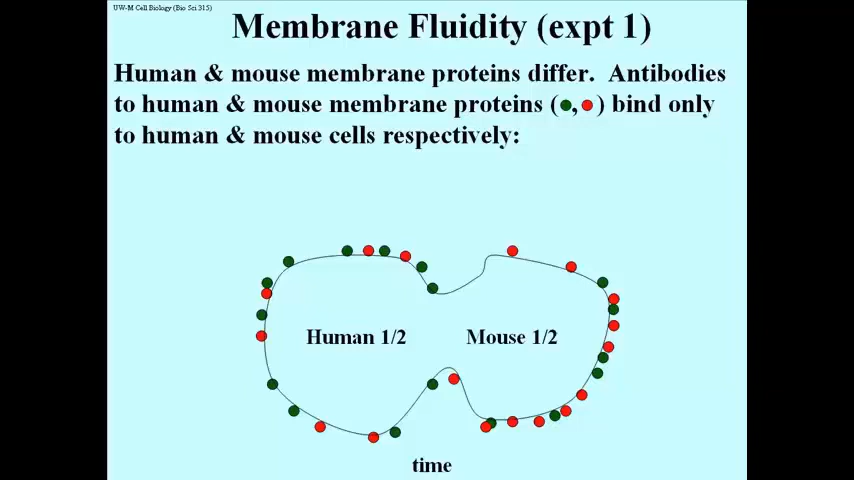 UW-M Cell Biology (Bio Sci 315)
Membrane Fluidity (expt 1)
Human & mouse membrane proteins differ. Antibodies
to human & mouse membrane proteins ( , ) bind only
to human & mouse cells respectively:
Human 1/2 Mouse 1/2
time